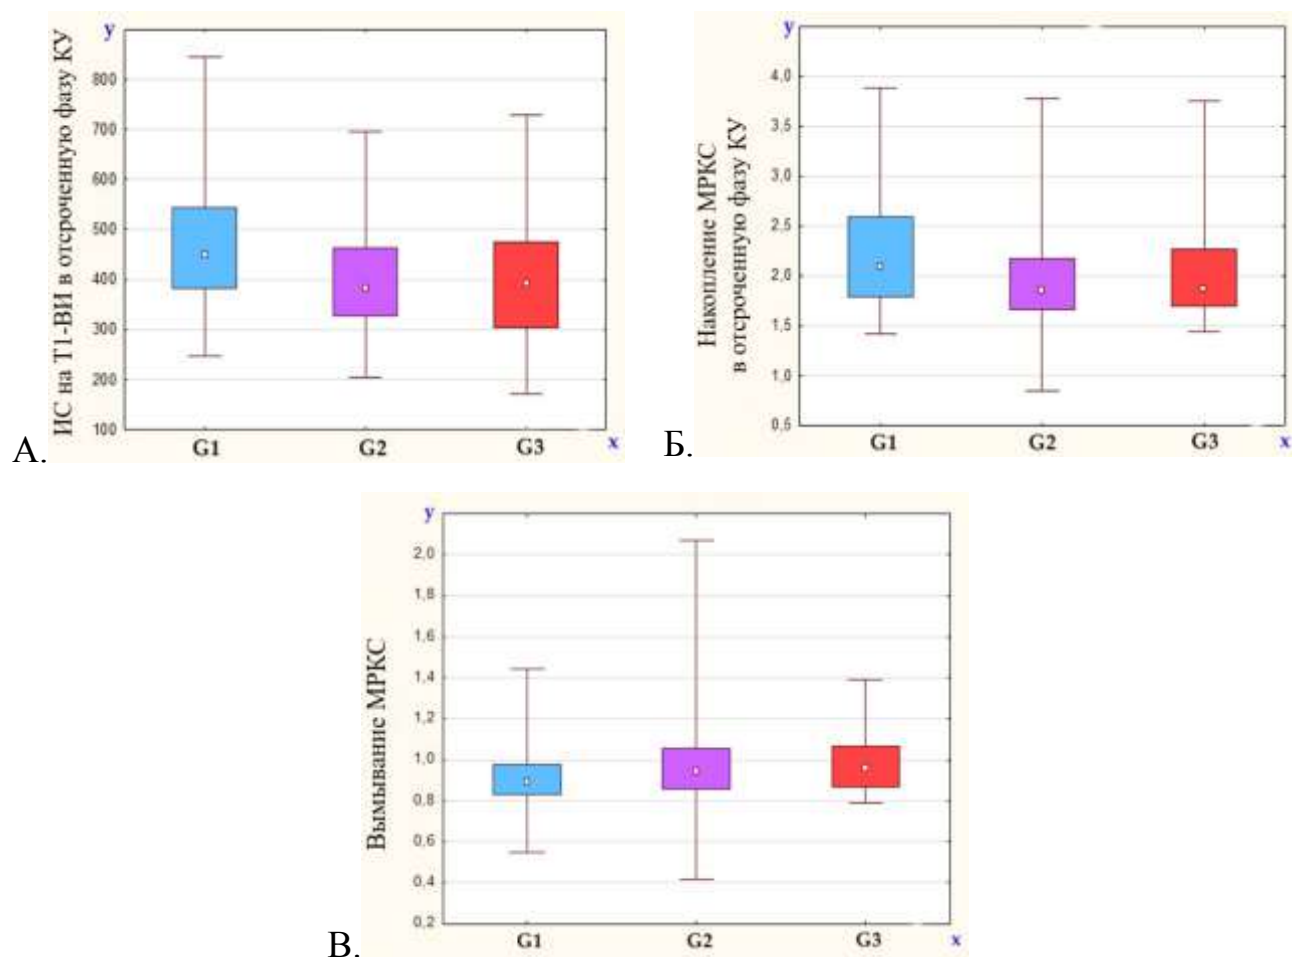 y
ИС на Т1-ВИ в отсроченную фазу КУ
800
700
600
500
400
300
200
100
G1 G2 G3 x
А.
y
Накопление МРКС
в отсроченную фазу КУ
4,0
3,5
3,0
2,5
2,0
1,5
1,0
0,5
G1 G2 G3 x
Б.
y
Вымывание МРКС
2,0
1,8
1,6
1,4
1,2
1,0
0,8
0,6
0,4
0,2
G1 G2 G3 x
В.